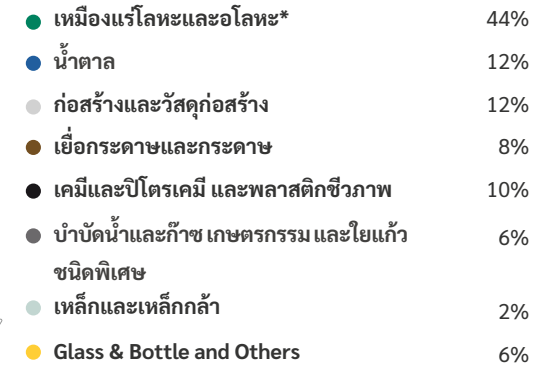 เหมืองแร่โลหะและอโลหะ* 44%
น้ำตาล 12%
ก่อสร้างและวัสดุก่อสร้าง 12%
เยื่อกระดาษและกระดาษ 8%
เคมีและปิโตรเคมี และพลาสติกชีวภาพ 10%
บำบัดน้ำและก๊าซ เกษตรกรรม และใยแก้ว 6%
ชนิดพิเศษ
เหล็กและเหล็กกล้า 2%
Glass & Bottle and Others 6%